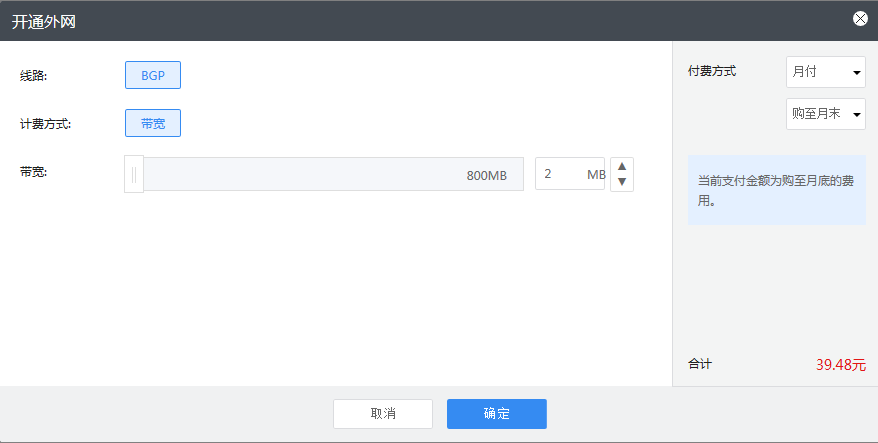 开通外网
线路: BGP
计费方式: 带宽
带宽: 800MB 2 MB
付费方式 月付
购至月末
当前支付金额为购至月底的费
用。
合计 39.48元
取消 确定